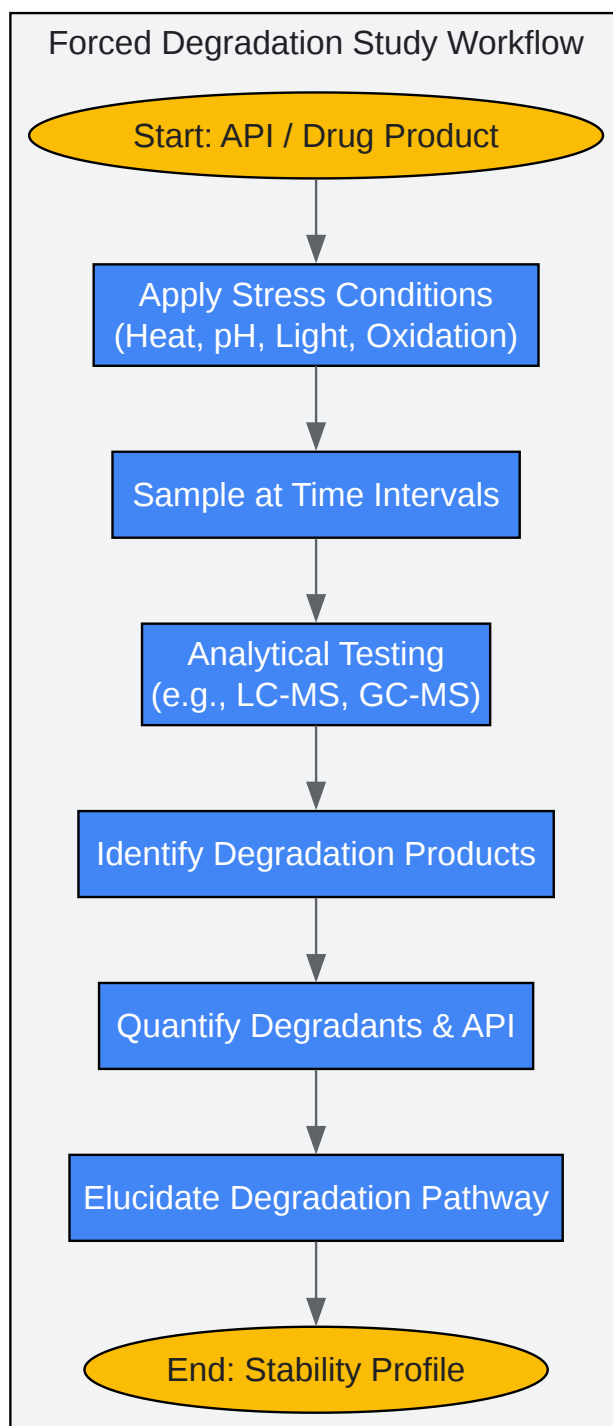 Forced Degradation Study Workflow
Start: API / Drug Product
Apply Stress Conditions
(Heat, pH, Light, Oxidation)
Sample at Time Intervals
Analytical Testing
(e.g., LC-MS, GC-MS)
Identify Degradation Products
Quantify Degradants & API
Elucidate Degradation Pathway
End: Stability Profile